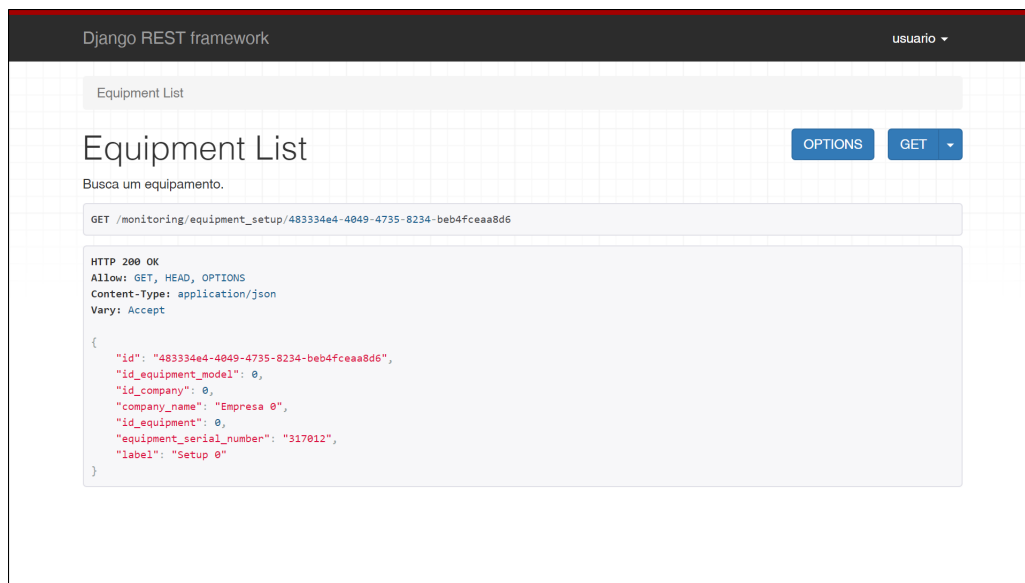 Django REST framework
usuario
Equipment List
Equipment List
OPTIONS
GET
Busca um equipamento.
GET /monitoring/equipment_setup/483334e4-4049-4735-8234-beb4fceaa8d6
HTTP 200 OK
Allow: GET, HEAD, OPTIONS
Content-Type: application/json
Vary: Accept
{
"id": "483334e4-4049-4735-8234-beb4fceaa8d6",
"id_equipment_model": 0,
"id_company": 0,
"company_name": "Empresa 0",
"id_equipment": 0,
"equipment_serial_number": "317012",
"label": "Setup 0"
}